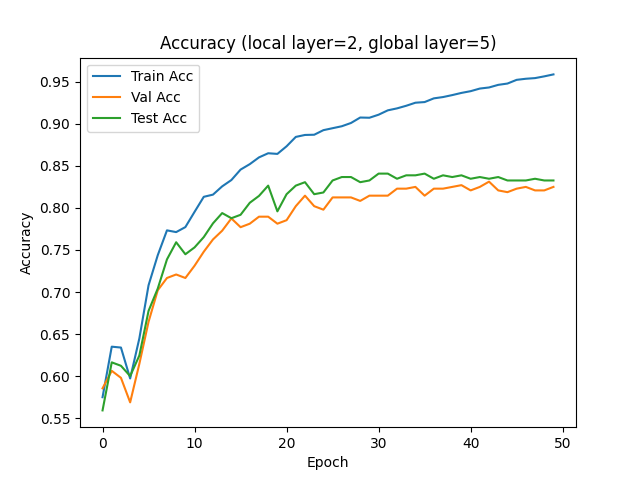 Accuracy (local layer=2, global layer=5)
Train Acc
Val Acc
Test Acc
Accuracy
0.95
0.90
0.85
0.80
0.75
0.70
0.65
0.60
0.55
0 10 20 30 40 50
Epoch